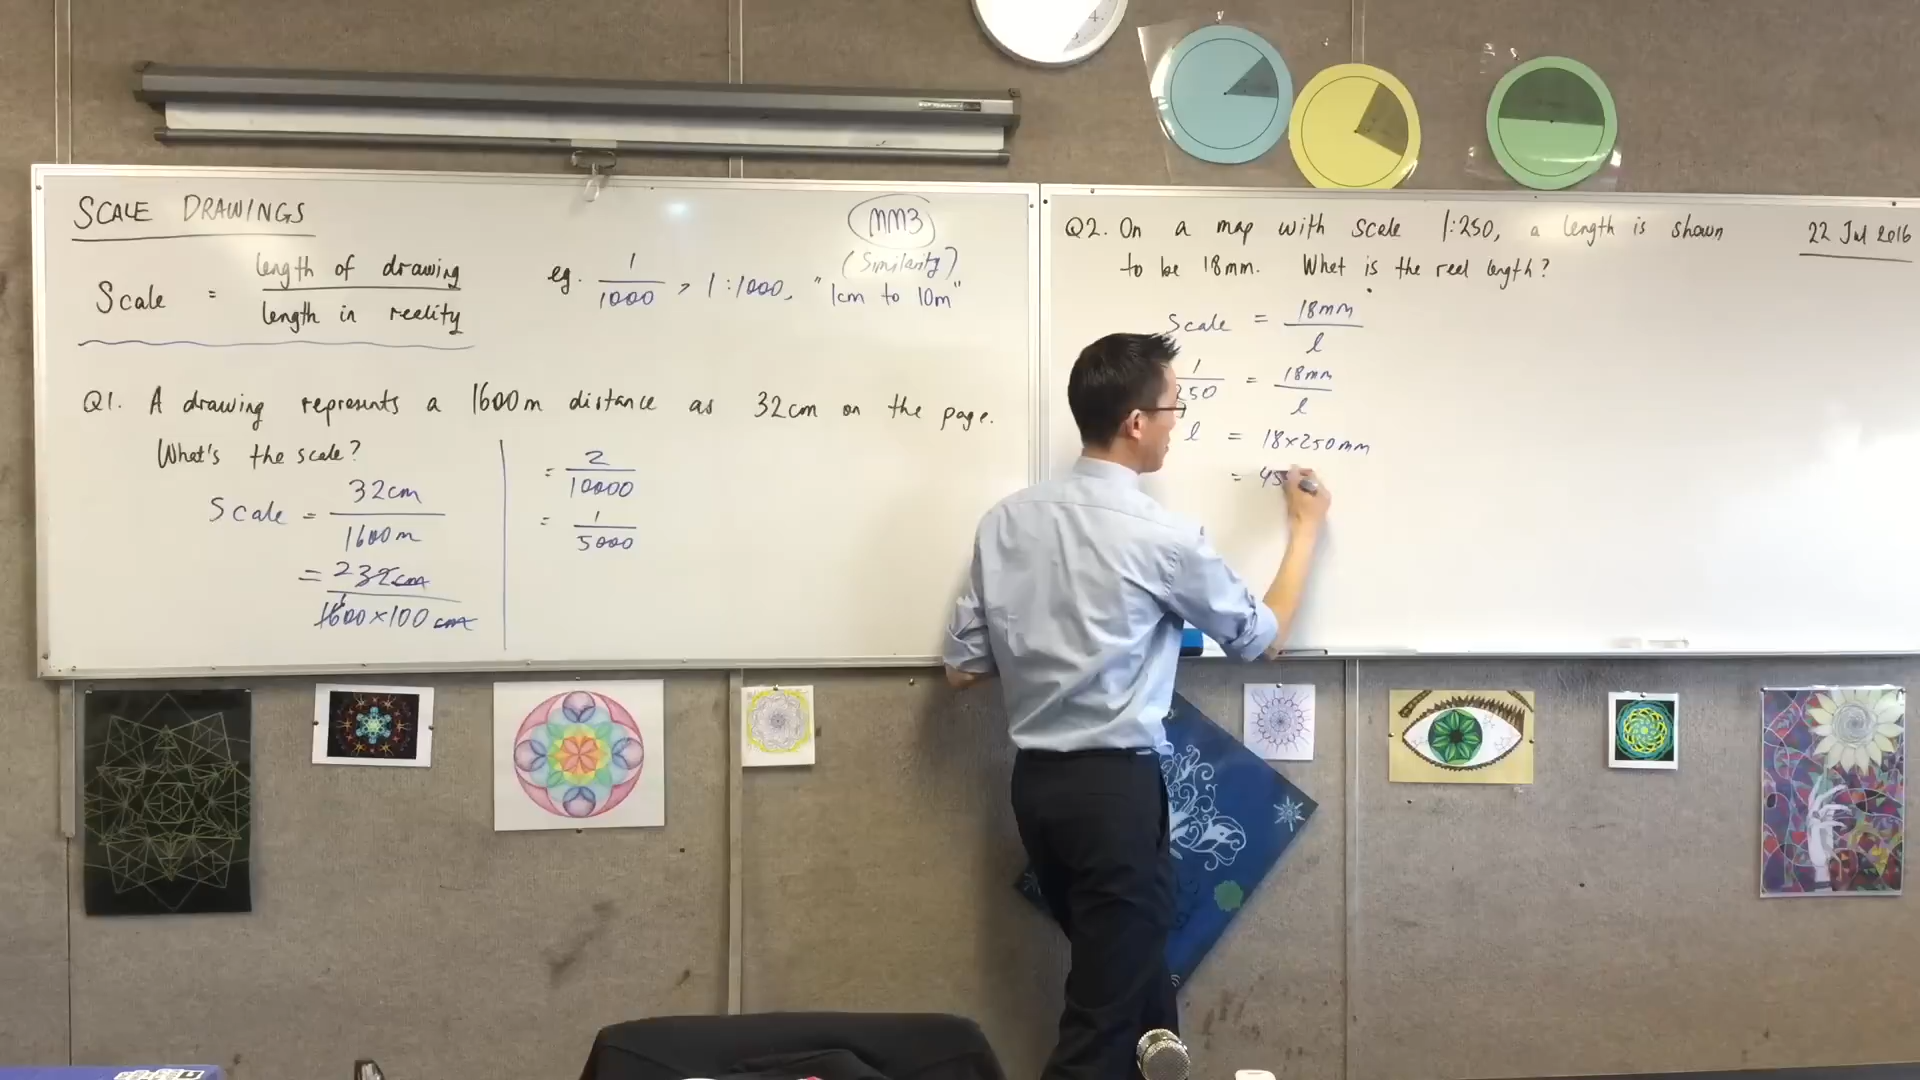 SCALE DRAWINGS
MM3
(Similarity)
Scale = length of drawing / length in reality
eg. 1/1000, 1:1000, "1cm to 10m"
Q1. A drawing represents a 1600m distance as 32cm on the page.
What's the scale?
Scale = 32cm / 1600m
= 2 32cm / 1600×100 cm
= 2/10000
= 1/5000
Q2. On a map with scale 1:250, a length is shown
to be 18mm. What is the real length?
22 Jul 2016
Scale = 18mm / l
1/250 = 18mm / l
l = 18×250mm
= 45